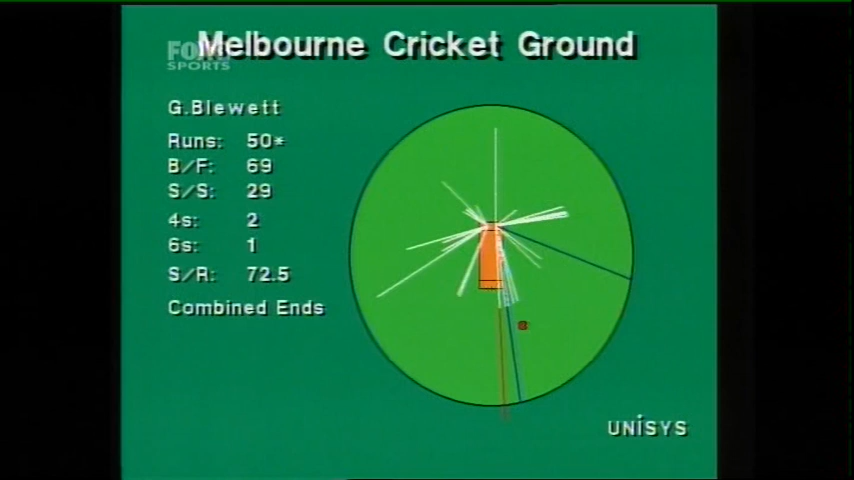 Melbourne Cricket Ground
FOX
SPORTS
G.Blewett
Runs: 50*
B/F: 69
S/S: 29
4s: 2
6s: 1
S/R: 72.5
Combined Ends
UNiSYS